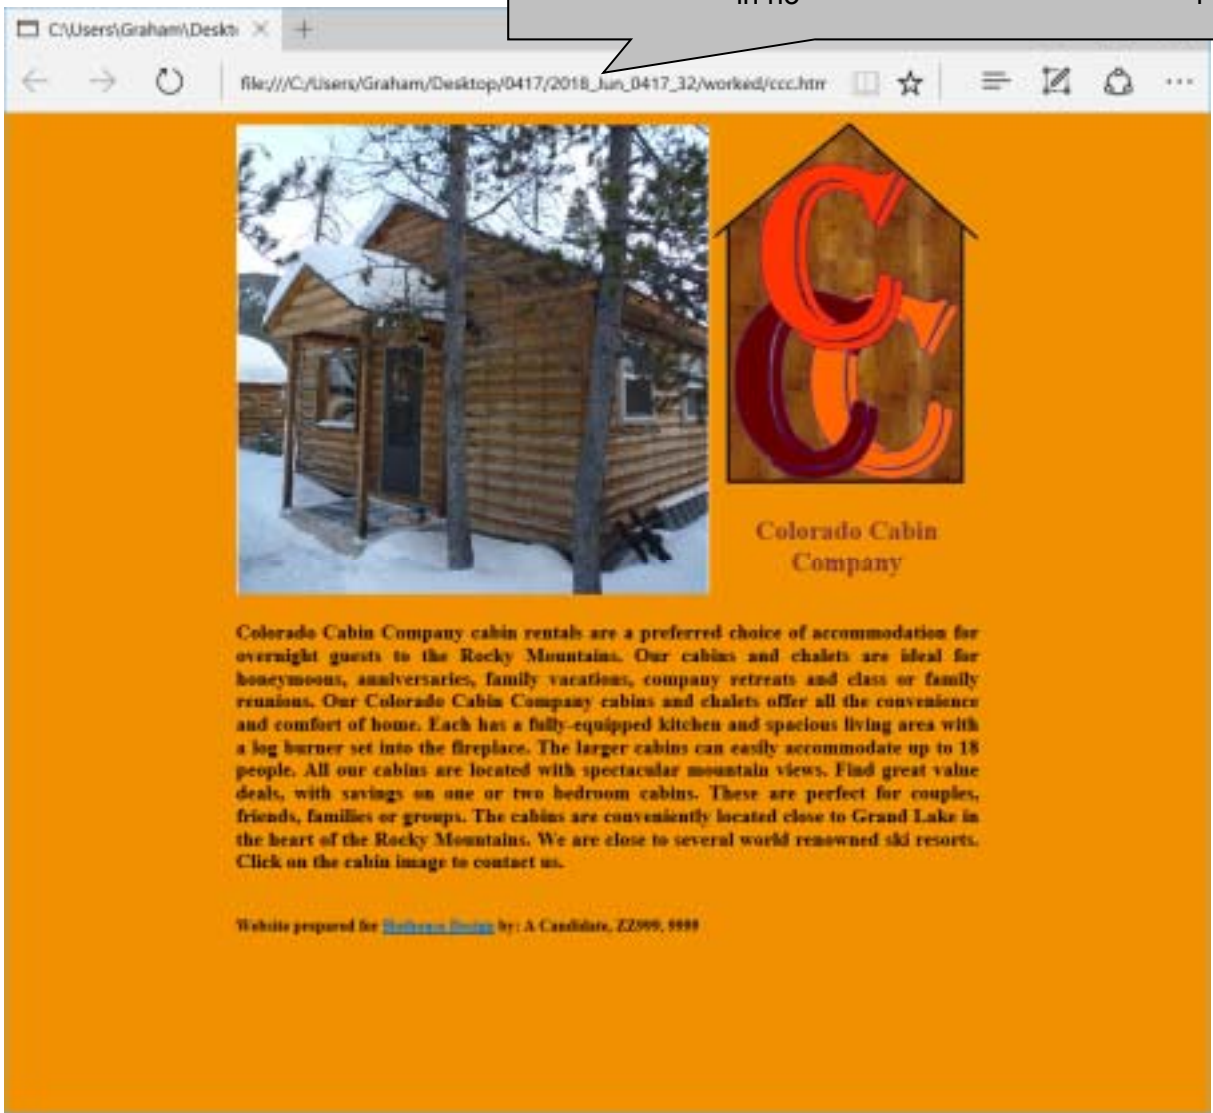 in no
C:\Users\Graham\Deskt
file:///C:/Users/Graham/Desktop/0417/2018_Jun_0417_32/worked/ccc.htm
C
C C
Colorado Cabin
Company
Colorado Cabin Company cabin rentals are a preferred choice of accommodation for
overnight guests to the Rocky Mountains. Our cabins and chalets are ideal for
honeymoons, anniversaries, family vacations, company retreats and class or family
reunions. Our Colorado Cabin Company cabins and chalets offer all the convenience
and comfort of home. Each has a fully-equipped kitchen and spacious living area with
a log burner set into the fireplace. The larger cabins can easily accommodate up to 18
people. All our cabins are located with spectacular mountain views. Find great value
deals, with savings on one or two bedroom cabins. These are perfect for couples,
friends, families or groups. The cabins are conveniently located close to Grand Lake in
the heart of the Rocky Mountains. We are close to several world renowned ski resorts.
Click on the cabin image to contact us.
Website prepared for by: A Candidate, ZZ999, 9999